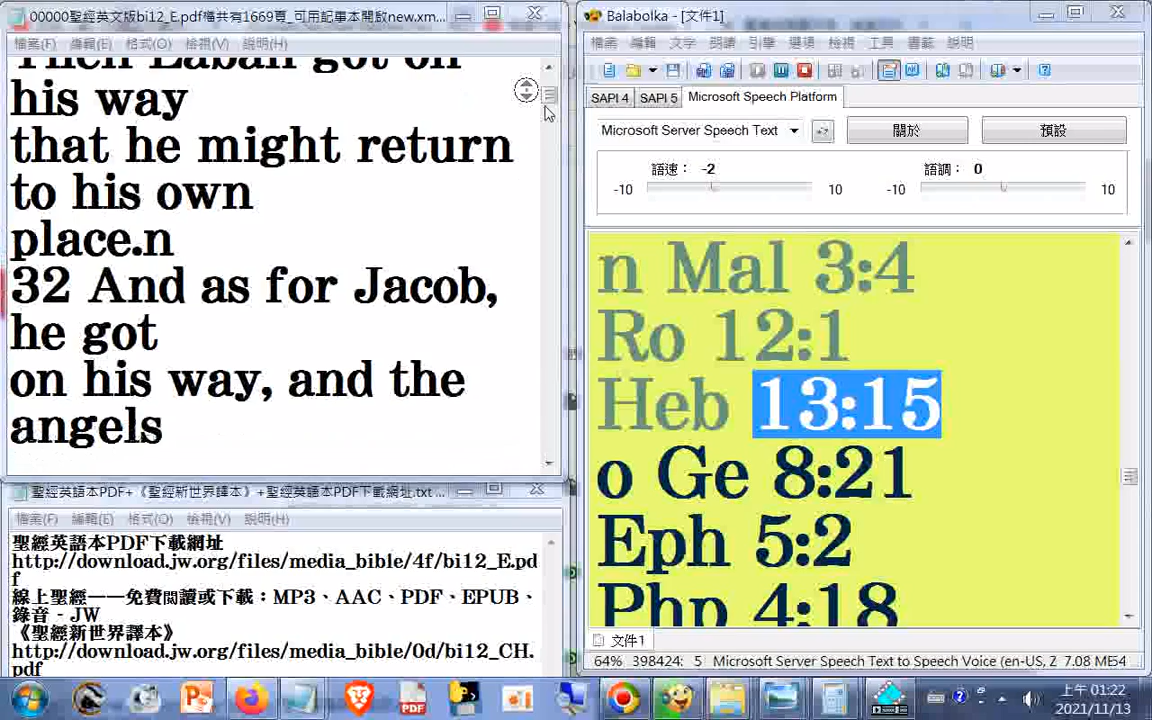 00000聖經英文版bi12_E.pdf檔共有1669頁_可用記事本開啟new.xm...
檔案(F) 編輯(E) 格式(O) 檢視(V) 說明(H)
Then Laban got on
his way
that he might return
to his own
place.n
32 And as for Jacob,
he got
on his way, and the
angels
聖經英語本PDF+《聖經新世界譯本》+聖經英語本PDF下載網址.txt ...
檔案(F) 編輯(E) 格式(O) 檢視(V) 說明(H)
聖經英語本PDF下載網址
http://download.jw.org/files/media_bible/4f/bi12_E.pd
f
線上聖經——免費閱讀或下載：MP3、AAC、PDF、EPUB、
錄音 - JW
《聖經新世界譯本》
http://download.jw.org/files/media_bible/0d/bi12_CH.
pdf
Balabolka - [文件1]
檔案 編輯 文字 朗讀 引擎 選項 檢視 工具 書籤 說明
SAPI 4 SAPI 5 Microsoft Speech Platform
Microsoft Server Speech Text 關於 預設
語速： -2 語調： 0
-10 10 -10 10
n Mal 3:4
Ro 12:1
Heb 13:15
o Ge 8:21
Eph 5:2
Php 4:18
文件1
64% 398424: 5 Microsoft Server Speech Text to Speech Voice (en-US, Z 7.08 ME54
上午 01:22
2021/11/13